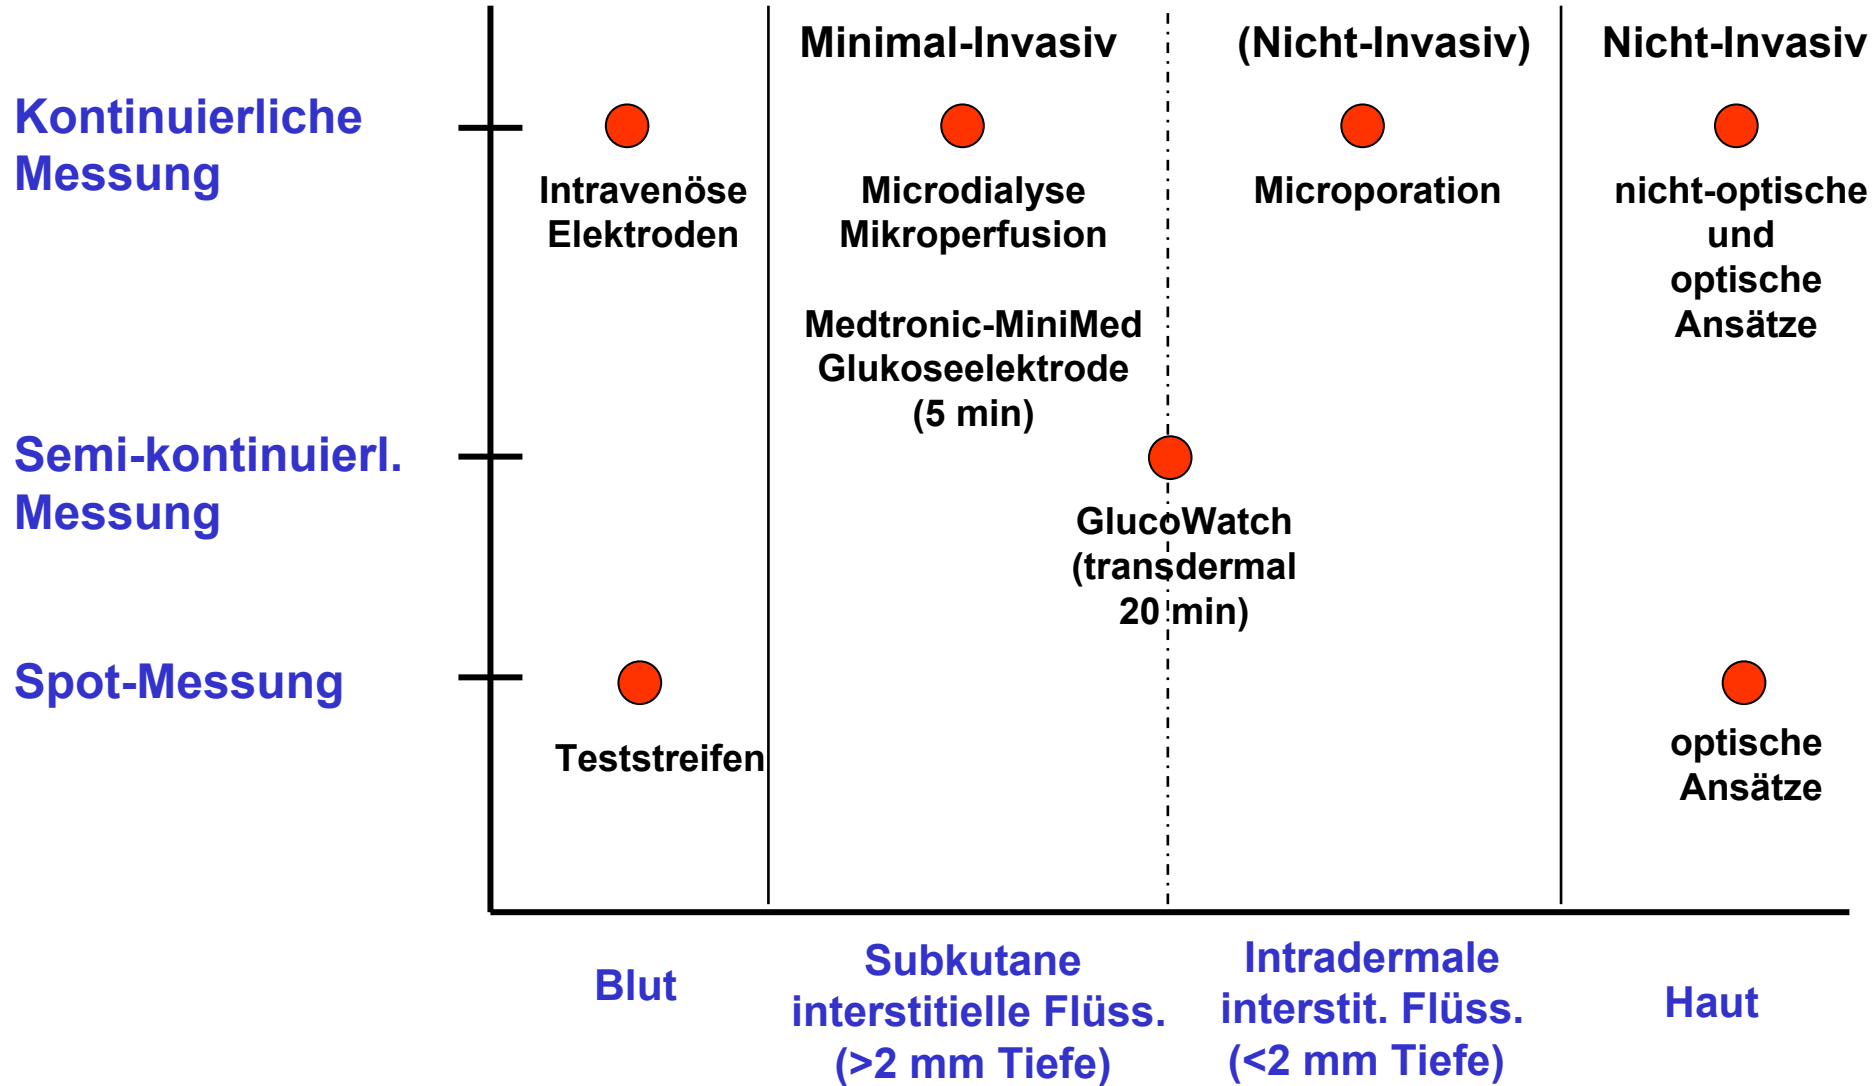 Minimal-Invasiv
(Nicht-Invasiv)
Nicht-Invasiv
Kontinuierliche
Messung
Intravenöse
Elektroden
Microdialyse
Mikroperfusion
Medtronic-MiniMed
Glukoseelektrode
(5 min)
Microporation
nicht-optische
und
optische
Ansätze
Semi-kontinuierl.
Messung
GlucoWatch
(transdermal
20 min)
Spot-Messung
Teststreifen
optische
Ansätze
Blut
Subkutane
interstitielle Flüss.
(>2 mm Tiefe)
Intradermale
interstit. Flüss.
(<2 mm Tiefe)
Haut